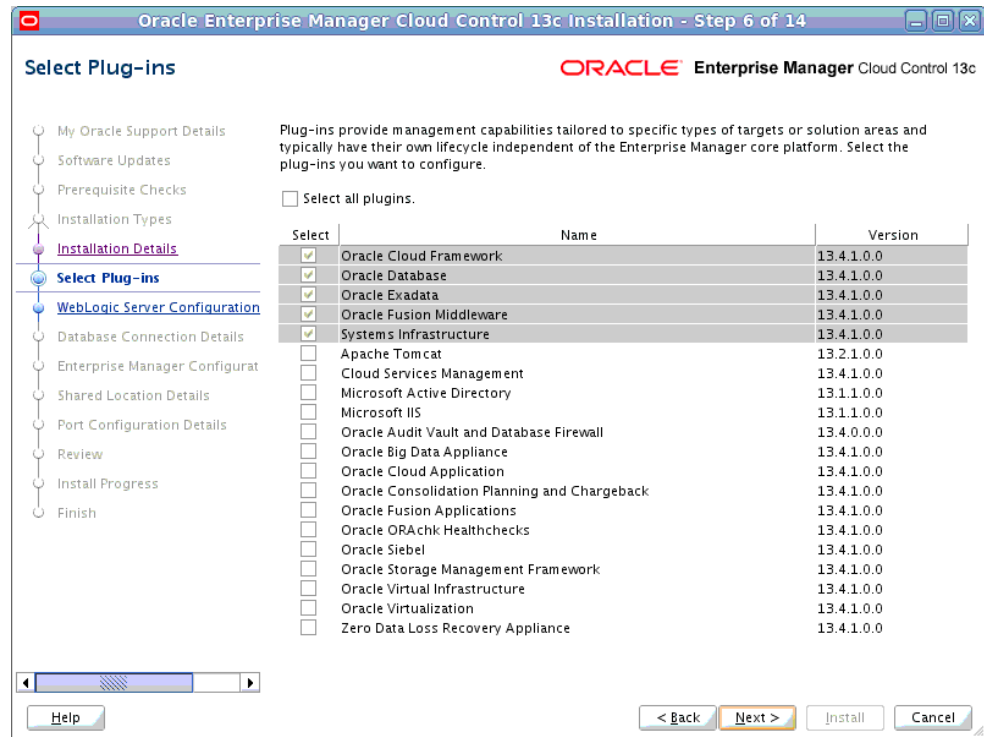 Oracle Enterprise Manager Cloud Control 13c Installation - Step 6 of 14
Select Plug-ins
ORACLE Enterprise Manager Cloud Control 13c
My Oracle Support Details
Software Updates
Prerequisite Checks
Installation Types
Installation Details
Select Plug-ins
WebLogic Server Configuration
Database Connection Details
Enterprise Manager Configurat
Shared Location Details
Port Configuration Details
Review
Install Progress
Finish
Plug-ins provide management capabilities tailored to specific types of targets or solution areas and
typically have their own lifecycle independent of the Enterprise Manager core platform. Select the
plug-ins you want to configure.
Select all plugins.
Select Name Version
Oracle Cloud Framework 13.4.1.0.0
Oracle Database 13.4.1.0.0
Oracle Exadata 13.4.1.0.0
Oracle Fusion Middleware 13.4.1.0.0
Systems Infrastructure 13.4.1.0.0
Apache Tomcat 13.2.1.0.0
Cloud Services Management 13.4.1.0.0
Microsoft Active Directory 13.1.1.0.0
Microsoft IIS 13.1.1.0.0
Oracle Audit Vault and Database Firewall 13.4.0.0.0
Oracle Big Data Appliance 13.4.1.0.0
Oracle Cloud Application 13.4.1.0.0
Oracle Consolidation Planning and Chargeback 13.4.1.0.0
Oracle Fusion Applications 13.4.1.0.0
Oracle ORAchk Healthchecks 13.4.1.0.0
Oracle Siebel 13.4.1.0.0
Oracle Storage Management Framework 13.4.1.0.0
Oracle Virtual Infrastructure 13.4.1.0.0
Oracle Virtualization 13.4.1.0.0
Zero Data Loss Recovery Appliance 13.4.1.0.0
Help < Back Next > Install Cancel